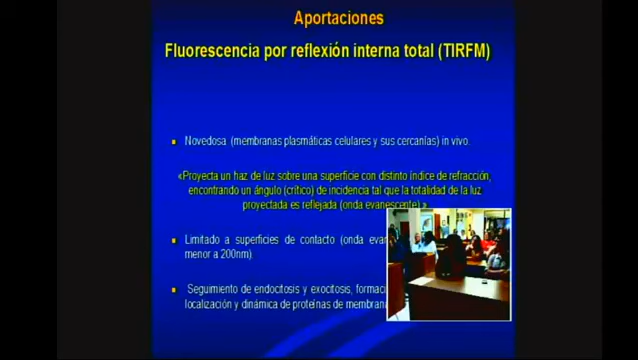 Aportaciones
Fluorescencia por reflexión interna total (TIRFM)
Novedosa (membranas plasmáticas celulares y sus cercanías) in vivo.
«Proyecta un haz de luz sobre una superficie con distinto índice de refracción,
encontrando un ángulo (crítico) de incidencia tal que la totalidad de la luz
proyectada es reflejada (onda evanescente).»
Limitado a superficies de contacto (onda
menor a 200nm)
Seguimiento de endocitosis y exocitosis,
localización y dinámica de proteínas de